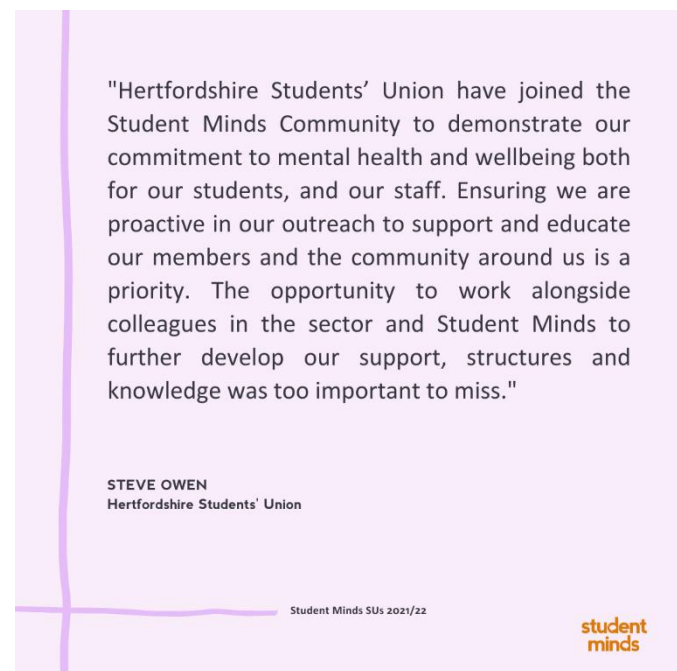 "Hertfordshire Students’ Union have joined the
Student Minds Community to demonstrate our
commitment to mental health and wellbeing both
for our students, and our staff. Ensuring we are
proactive in our outreach to support and educate
our members and the community around us is a
priority. The opportunity to work alongside
colleagues in the sector and Student Minds to
further develop our support, structures and
knowledge was too important to miss."
STEVE OWEN
Hertfordshire Students' Union
Student Minds SUs 2021/22
student
minds